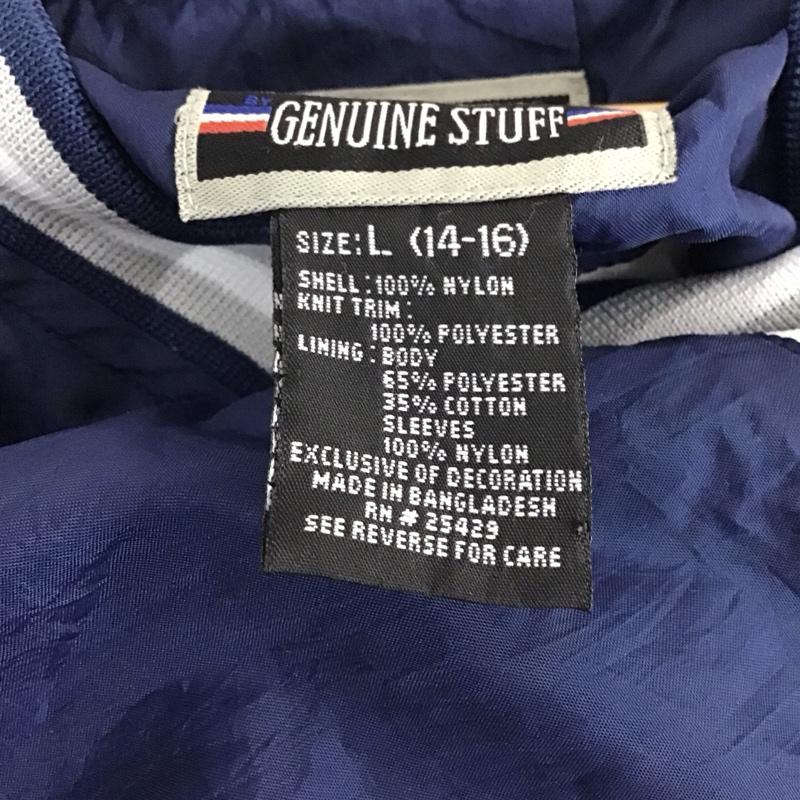 BY
GENUINE STUFF
SIZE: L (14-16)
SHELL: 100% NYLON
KNIT TRIM:
100% POLYESTER
LINING: BODY
65% POLYESTER
35% COTTON
SLEEVES
100% NYLON
EXCLUSIVE OF DECORATION
MADE IN BANGLADESH
RN # 25429
SEE REVERSE FOR CARE